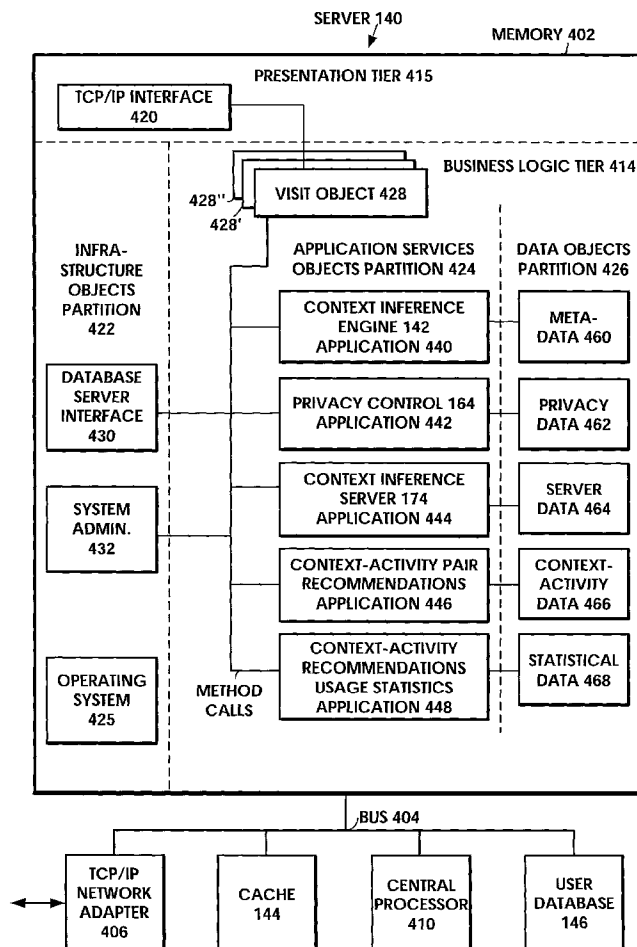 SERVER 140
MEMORY 402
PRESENTATION TIER 415
TCP/IP INTERFACE
420
BUSINESS LOGIC TIER 414
VISIT OBJECT 428
428"
428'
INFRA-
STRUCTURE
OBJECTS
PARTITION
422
APPLICATION SERVICES
OBJECTS PARTITION 424
DATA OBJECTS
PARTITION 426
CONTEXT INFERENCE
ENGINE 142
APPLICATION 440
META-
DATA 460
DATABASE
SERVER
INTERFACE
430
PRIVACY CONTROL 164
APPLICATION
442
PRIVACY
DATA 462
SYSTEM
ADMIN.
432
CONTEXT INFERENCE
SERVER 174
APPLICATION 444
SERVER
DATA 464
CONTEXT-ACTIVITY PAIR
RECOMMENDATIONS
APPLICATION 446
CONTEXT-
ACTIVITY
DATA 466
OPERATING
SYSTEM
425
METHOD
CALLS
CONTEXT-ACTIVITY
RECOMMENDATIONS
USAGE STATISTICS
APPLICATION 448
STATISTICAL
DATA 468
BUS 404
TCP/IP
NETWORK
ADAPTER
406
CACHE
144
CENTRAL
PROCESSOR
410
USER
DATABASE
146